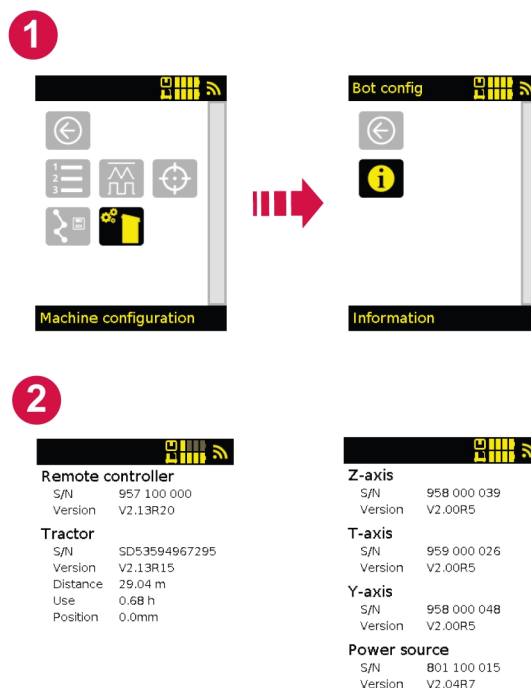 1
Bot config
1
2
3
i
Machine configuration
Information
2
Remote controller
S/N 957 100 000
Version V2.13R20
Tractor
S/N SD53594967295
Version V2.13R15
Distance 29.04 m
Use 0.68 h
Position 0.0mm
Z-axis
S/N 958 000 039
Version V2.00R5
T-axis
S/N 959 000 026
Version V2.00R5
Y-axis
S/N 958 000 048
Version V2.00R5
Power source
S/N 801 100 015
Version V2.04R7